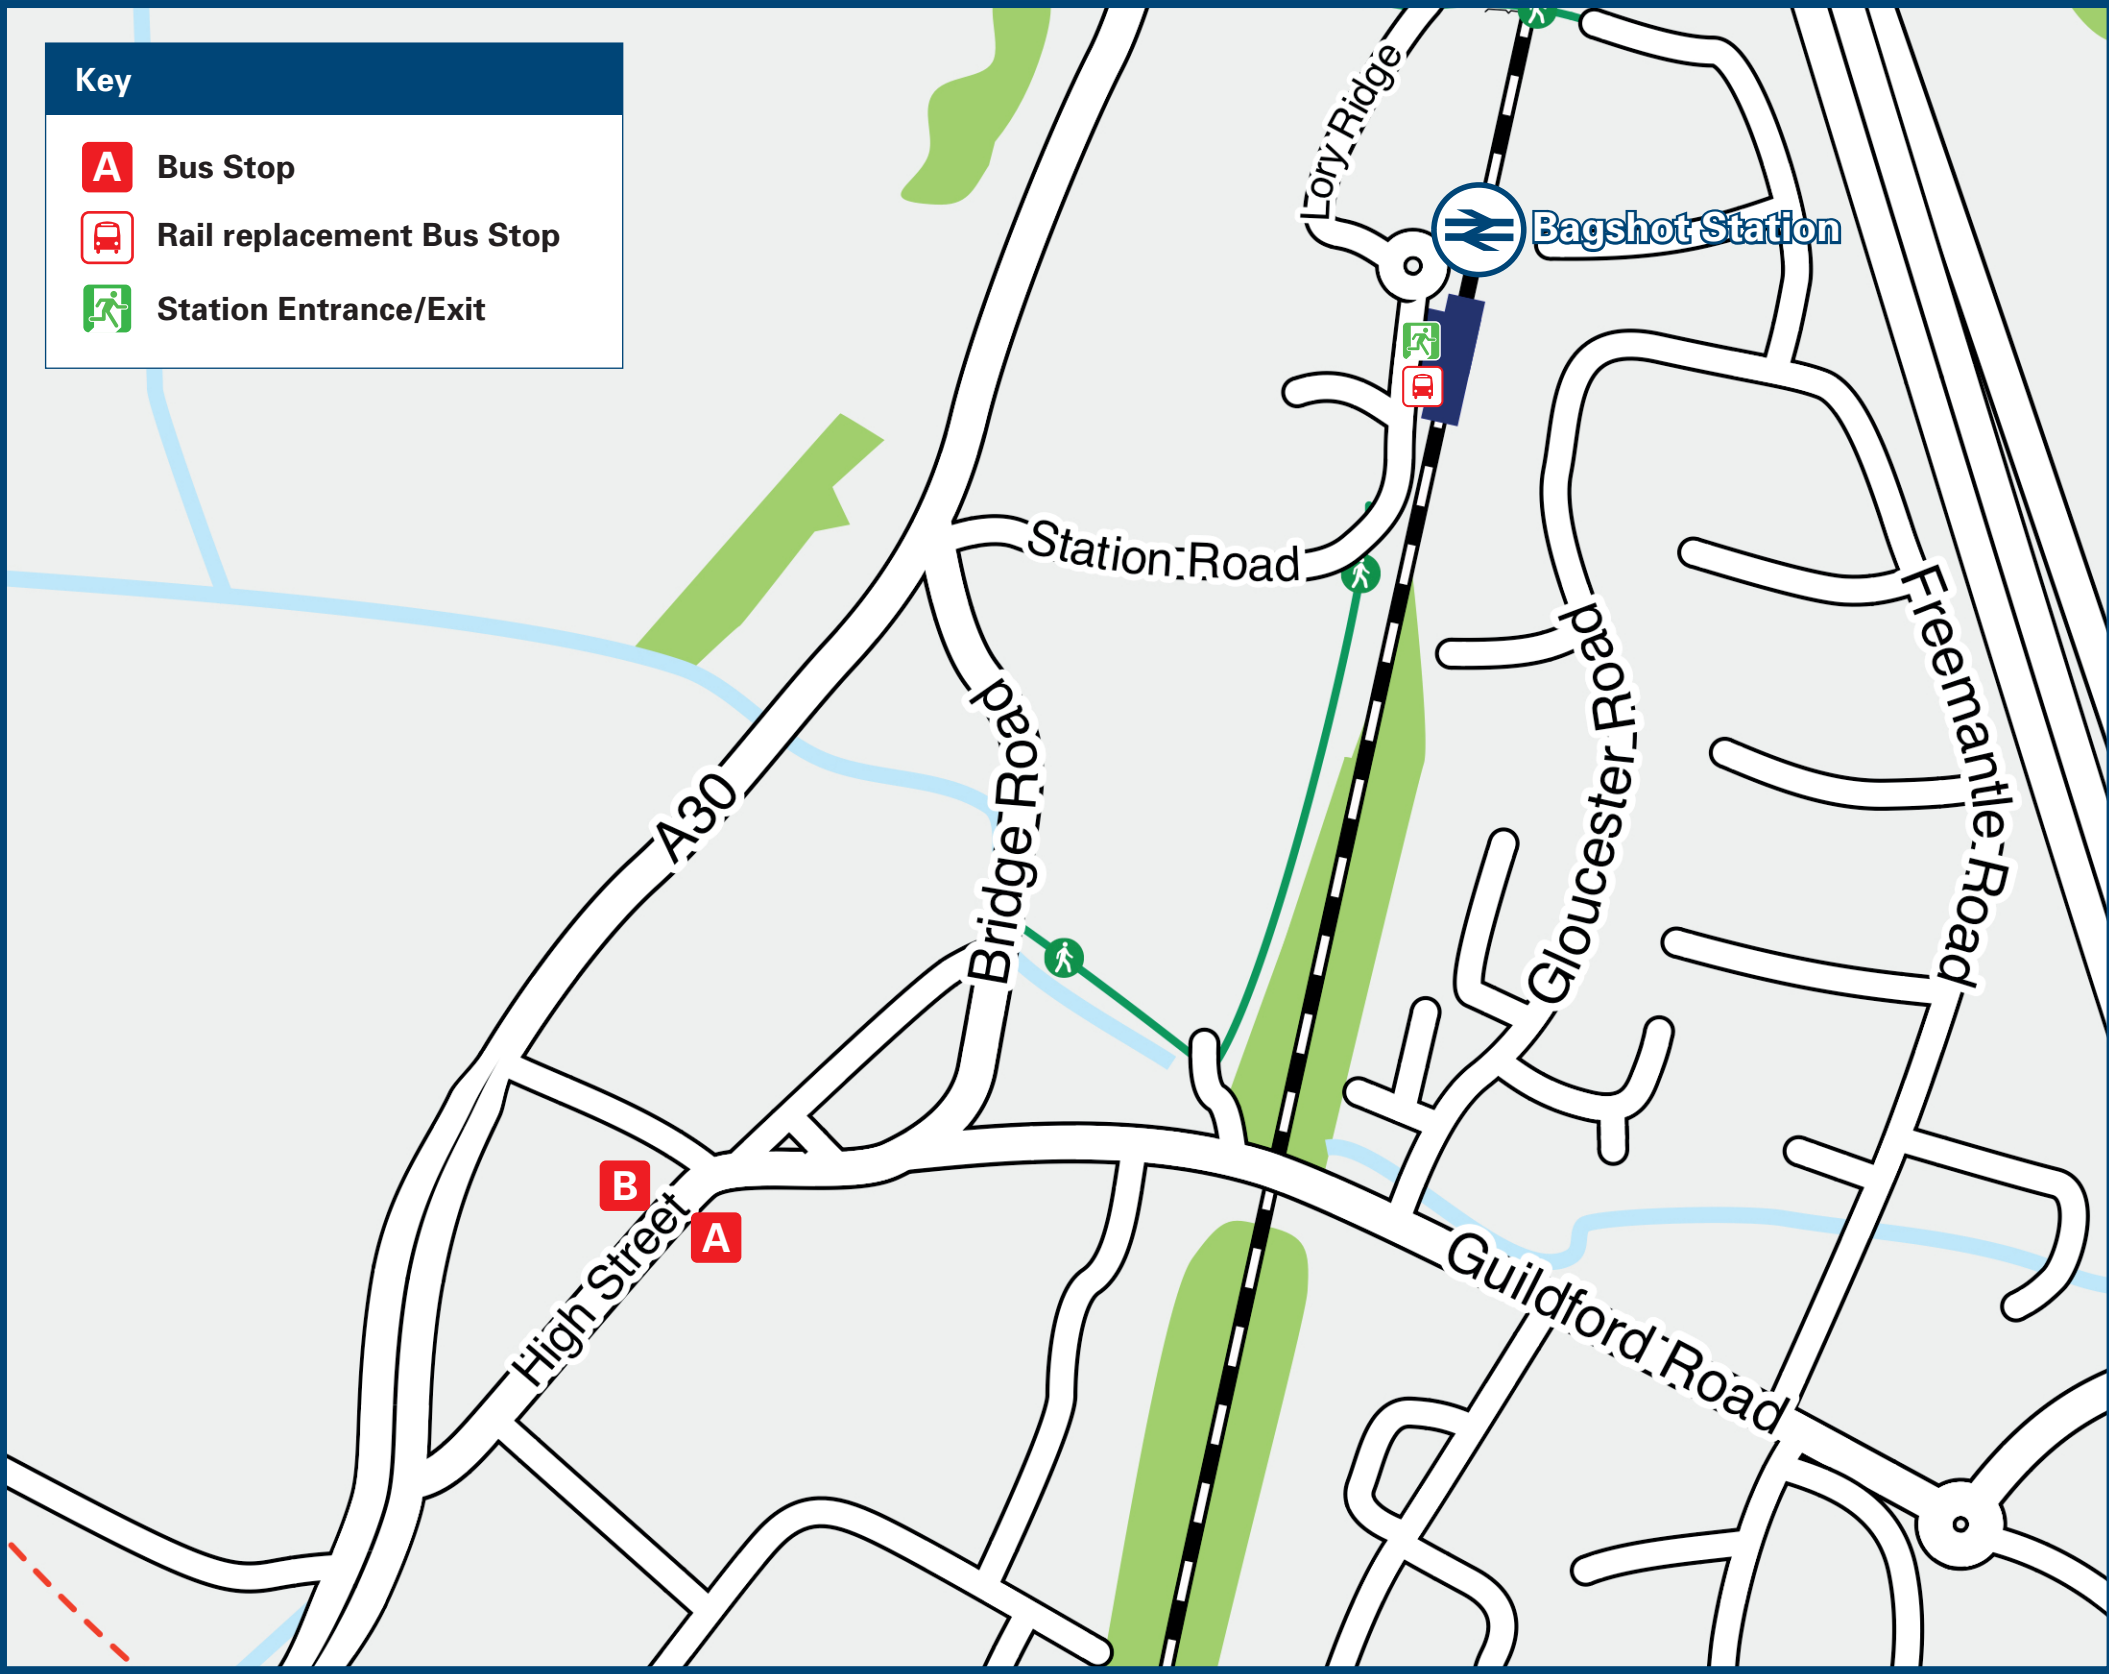 Key
A Bus Stop
Rail replacement Bus Stop
Station Entrance/Exit
Lory Ridge
Bagshot Station
Station Road
Freemantle Road
Gloucester Road
Bridge Road
A30
B
A
High Street
Guildford Road